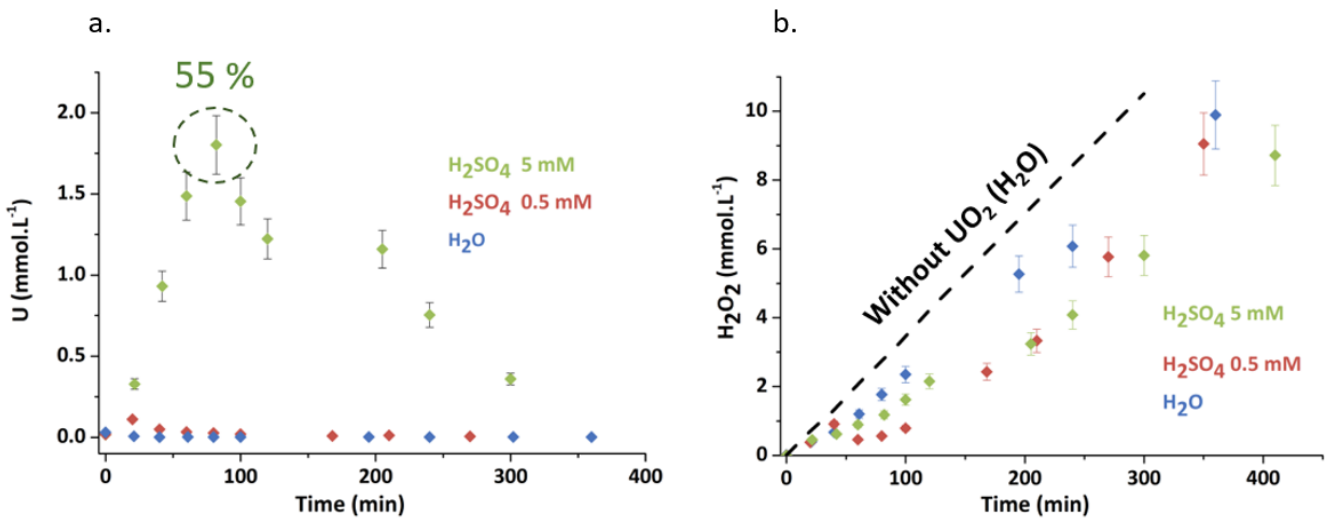 a.
55 %
2.0
1.5
1.0
0.5
0.0
U (mmol.L⁻¹)
H₂SO₄ 5 mM
H₂SO₄ 0.5 mM
H₂O
0
100
200
300
400
Time (min)
b.
10
8
6
4
2
0
H₂O₂ (mmol.L⁻¹)
Without UO₂ (H₂O)
H₂SO₄ 5 mM
H₂SO₄ 0.5 mM
H₂O
0
100
200
300
400
Time (min)